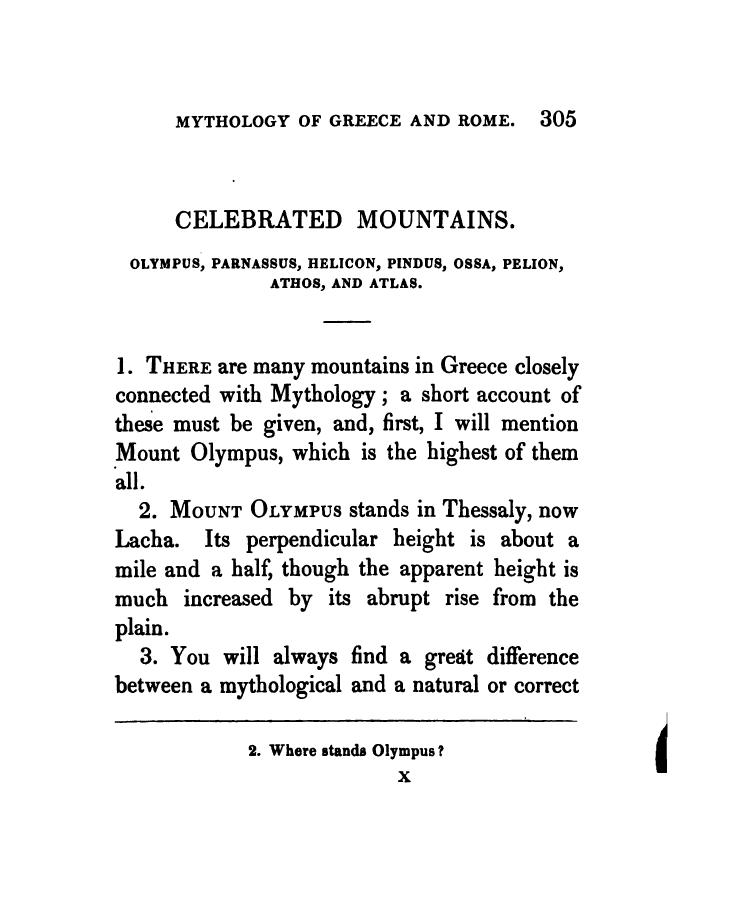 MYTHOLOGY OF GREECE AND ROME. 305
CELEBRATED MOUNTAINS.
OLYMPUS, PARNASSUS, HELICON, PINDUS, OSSA, PELION,
ATHOS, AND ATLAS.
1. THERE are many mountains in Greece closely
connected with Mythology; a short account of
these must be given, and, first, I will mention
Mount Olympus, which is the highest of them
all.
2. MOUNT OLYMPUS stands in Thessaly, now
Lacha. Its perpendicular height is about a
mile and a half, though the apparent height is
much increased by its abrupt rise from the
plain.
3. You will always find a great difference
between a mythological and a natural or correct
2. Where stands Olympus?
X